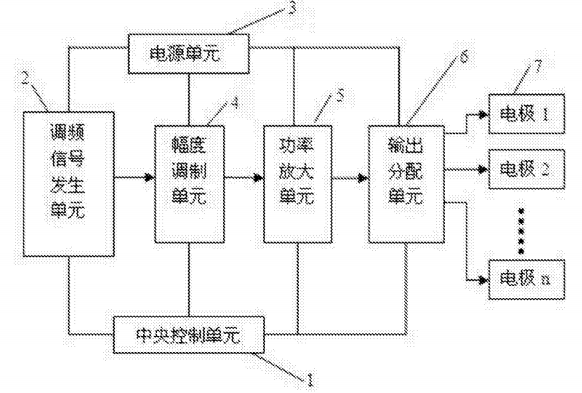 3
电源单元
2
调频
信号
发生
单元
4
幅度
调制
单元
5
功率
放大
单元
6
输出
分配
单元
7
电极 1
电极 2
电极 n
中央控制单元
1